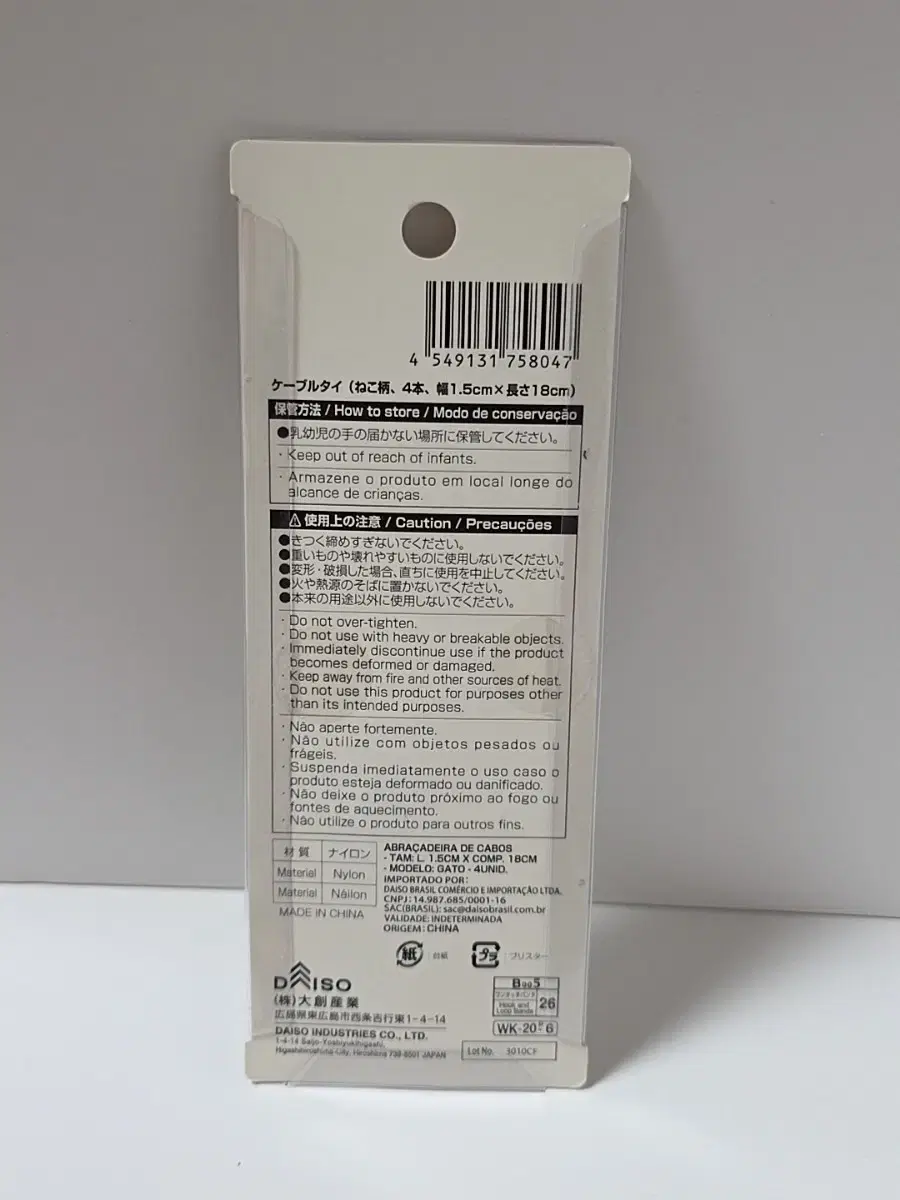 4 549131 758047
ケーブルタイ（ねこ柄、4本、幅1.5cm×長さ18cm）
保管方法 / How to store / Modo de conservação
●乳幼児の手の届かない場所に保管してください。
・Keep out of reach of infants.
・Armazene o produto em local longe do
alcance de crianças.
⚠使用上の注意 / Caution / Precauções
●きつく締めすぎないでください。
●重いものや壊れやすいものに使用しないでください。
●変形・破損した場合、直ちに使用を中止してください。
●火や熱源のそばに置かないでください。
●本来の用途以外に使用しないでください。
・Do not over-tighten.
・Do not use with heavy or breakable objects.
・Immediately discontinue use if the product
becomes deformed or damaged.
・Keep away from fire and other sources of heat.
・Do not use this product for purposes other
than its intended purposes.
・Não aperte fortemente.
・Não utilize com objetos pesados ou
frágeis.
・Suspenda imediatamente o uso caso o
produto esteja deformado ou danificado.
・Não deixe o produto próximo ao fogo ou
fontes de aquecimento.
・Não utilize o produto para outros fins.
材質 ナイロン
Material Nylon
Material Náilon
MADE IN CHINA
ABRAÇADEIRA DE CABOS
- TAM: L. 1.5CM X COMP. 18CM
- MODELO: GATO - 4UNID.
IMPORTADO POR:
DAISO BRASIL COMÉRCIO E IMPORTAÇÃO LTDA.
CNPJ: 14.987.685/0001-16
SAC(BRASIL): sac@daisobrasil.com.br
VALIDADE: INDETERMINADA
ORIGEM: CHINA
紙 台紙
プラ ブリスター
DAISO
(株)大創産業
広島県東広島市西条吉行東1-4-14
DAISO INDUSTRIES CO., LTD.
1-4-14 Saijo-Yoshiyukihigashi,
Higashihiroshima-City, Hiroshima 739-8501 JAPAN
B995
ワンタッチバンド
Hook and
Loop Bands
26
WK-20 6
Lot No. 3010CF